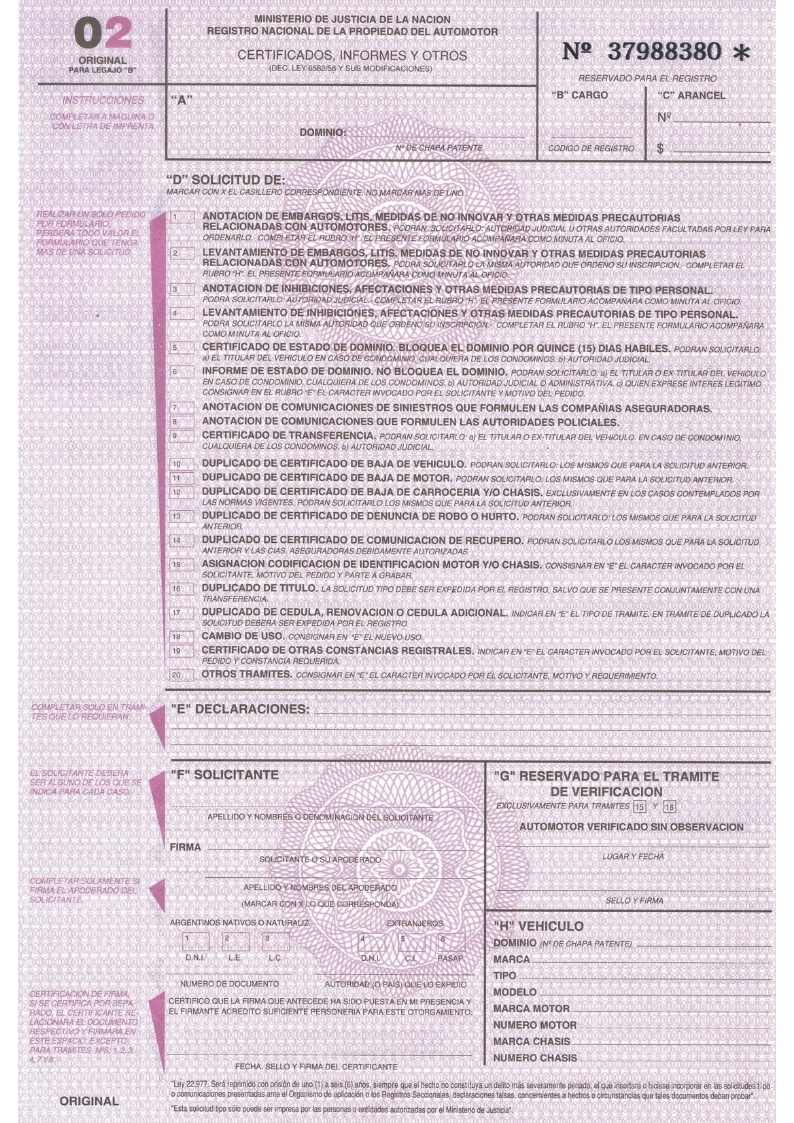 02
ORIGINAL
PARA LEGAJO "B"
MINISTERIO DE JUSTICIA DE LA NACION
REGISTRO NACIONAL DE LA PROPIEDAD DEL AUTOMOTOR
CERTIFICADOS, INFORMES Y OTROS
(DEC. LEY 6582/58 Y SUS MODIFICACIONES)
Nº 37988380 *
RESERVADO PARA EL REGISTRO
INSTRUCCIONES
COMPLETAR A MAQUINA O
CON LETRA DE IMPRENTA
"A"
DOMINIO:
Nº DE CHAPA PATENTE
"B" CARGO
CODIGO DE REGISTRO
"C" ARANCEL
Nº
$
"D" SOLICITUD DE:
MARCAR CON X EL CASILLERO CORRESPONDIENTE. NO MARCAR MAS DE UNO.
REALIZAR UN SOLO PEDIDO
POR FORMULARIO.
PERDERA TODO VALOR EL
FORMULARIO QUE TENGA
MAS DE UNA SOLICITUD
1 ANOTACION DE EMBARGOS, LITIS, MEDIDAS DE NO INNOVAR Y OTRAS MEDIDAS PRECAUTORIAS
RELACIONADAS CON AUTOMOTORES. PODRAN SOLICITARLO: AUTORIDAD JUDICIAL U OTRAS AUTORIDADES FACULTADAS POR LEY PARA
ORDENARLO. COMPLETAR EL RUBRO "H". EL PRESENTE FORMULARIO ACOMPAÑARA COMO MINUTA AL OFICIO.
2 LEVANTAMIENTO DE EMBARGOS, LITIS, MEDIDAS DE NO INNOVAR Y OTRAS MEDIDAS PRECAUTORIAS
RELACIONADAS CON AUTOMOTORES. PODRA SOLICITARLO LA MISMA AUTORIDAD QUE ORDENO SU INSCRIPCION. COMPLETAR EL
RUBRO "H". EL PRESENTE FORMULARIO ACOMPAÑARA COMO MINUTA AL OFICIO.
3 ANOTACION DE INHIBICIONES, AFECTACIONES Y OTRAS MEDIDAS PRECAUTORIAS DE TIPO PERSONAL.
PODRA SOLICITARLO: AUTORIDAD JUDICIAL - COMPLETAR EL RUBRO "H". EL PRESENTE FORMULARIO ACOMPAÑARA COMO MINUTA AL OFICIO.
4 LEVANTAMIENTO DE INHIBICIONES, AFECTACIONES Y OTRAS MEDIDAS PRECAUTORIAS DE TIPO PERSONAL.
PODRA SOLICITARLO LA MISMA AUTORIDAD QUE ORDENO SU INSCRIPCION. COMPLETAR EL RUBRO "H". EL PRESENTE FORMULARIO ACOMPAÑARA
COMO MINUTA AL OFICIO.
5 CERTIFICADO DE ESTADO DE DOMINIO. BLOQUEA EL DOMINIO POR QUINCE (15) DIAS HABILES. PODRAN SOLICITARLO:
a) EL TITULAR DEL VEHICULO EN CASO DE CONDOMINIO, CUALQUIERA DE LOS CONDOMINOS. b) AUTORIDAD JUDICIAL.
6 INFORME DE ESTADO DE DOMINIO. NO BLOQUEA EL DOMINIO. PODRAN SOLICITARLO: a) EL TITULAR O EX TITULAR DEL VEHICULO
EN CASO DE CONDOMINIO, CUALQUIERA DE LOS CONDOMINOS. b) AUTORIDAD JUDICIAL O ADMINISTRATIVA. c) QUIEN EXPRESE INTERES LEGITIMO.
CONSIGNAR EN EL RUBRO "E" EL CARACTER INVOCADO POR EL SOLICITANTE Y MOTIVO DEL PEDIDO.
7 ANOTACION DE COMUNICACIONES DE SINIESTROS QUE FORMULEN LAS COMPAÑIAS ASEGURADORAS.
8 ANOTACION DE COMUNICACIONES QUE FORMULEN LAS AUTORIDADES POLICIALES.
9 CERTIFICADO DE TRANSFERENCIA. PODRAN SOLICITARLO: a) EL TITULAR O EX-TITULAR DEL VEHICULO. EN CASO DE CONDOMINIO,
CUALQUIERA DE LOS CONDOMINOS. b) AUTORIDAD JUDICIAL.
10 DUPLICADO DE CERTIFICADO DE BAJA DE VEHICULO. PODRAN SOLICITARLO: LOS MISMOS QUE PARA LA SOLICITUD ANTERIOR.
11 DUPLICADO DE CERTIFICADO DE BAJA DE MOTOR. PODRAN SOLICITARLO: LOS MISMOS QUE PARA LA SOLICITUD ANTERIOR.
12 DUPLICADO DE CERTIFICADO DE BAJA DE CARROCERIA Y/O CHASIS. EXCLUSIVAMENTE EN LOS CASOS CONTEMPLADOS POR
LAS NORMAS VIGENTES, PODRAN SOLICITARLO LOS MISMOS QUE PARA LA SOLICITUD ANTERIOR.
13 DUPLICADO DE CERTIFICADO DE DENUNCIA DE ROBO O HURTO. PODRAN SOLICITARLO: LOS MISMOS QUE PARA LA SOLICITUD
ANTERIOR.
14 DUPLICADO DE CERTIFICADO DE COMUNICACION DE RECUPERO. PODRAN SOLICITARLO LOS MISMOS QUE PARA LA SOLICITUD
ANTERIOR Y LAS CIAS. ASEGURADORAS DEBIDAMENTE AUTORIZADAS.
15 ASIGNACION CODIFICACION DE IDENTIFICACION MOTOR Y/O CHASIS. CONSIGNAR EN "E" EL CARACTER INVOCADO POR EL
SOLICITANTE, MOTIVO DEL PEDIDO Y PARTE A GRABAR.
16 DUPLICADO DE TITULO. LA SOLICITUD TIPO DEBE SER EXPEDIDA POR EL REGISTRO, SALVO QUE SE PRESENTE CONJUNTAMENTE CON UNA
TRANSFERENCIA.
17 DUPLICADO DE CEDULA, RENOVACION O CEDULA ADICIONAL. INDICAR EN "E" EL TIPO DE TRAMITE. EN TRAMITE DE DUPLICADO LA
SOLICITUD DEBERA SER EXPEDIDA POR EL REGISTRO.
18 CAMBIO DE USO. CONSIGNAR EN "E" EL NUEVO USO.
19 CERTIFICADO DE OTRAS CONSTANCIAS REGISTRALES. INDICAR EN "E" EL CARACTER INVOCADO POR EL SOLICITANTE, MOTIVO DEL
PEDIDO Y CONSTANCIA REQUERIDA.
20 OTROS TRAMITES. CONSIGNAR EN "E" EL CARACTER INVOCADO POR EL SOLICITANTE, MOTIVO Y REQUERIMIENTO.
COMPLETAR SOLO EN TRAMI-
TES QUE LO REQUIERAN.
"E" DECLARACIONES:
EL SOLICITANTE DEBERA
SER ALGUNO DE LOS QUE SE
INDICA PARA CADA CASO.
"F" SOLICITANTE
APELLIDO Y NOMBRES O DENOMINACION DEL SOLICITANTE
FIRMA
SOLICITANTE O SU APODERADO
COMPLETAR SOLAMENTE SI
FIRMA EL APODERADO DEL
SOLICITANTE.
APELLIDO Y NOMBRES DEL APODERADO
(MARCAR CON X LO QUE CORRESPONDA)
ARGENTINOS NATIVOS O NATURALIZ. EXTRANJEROS
1 2 3 4 5 6
D.N.I. L.E. L.C. D.N.I. C.I. PASAP.
NUMERO DE DOCUMENTO AUTORIDAD (O PAIS) QUE LO EXPIDIO
CERTIFICACION DE FIRMA.
SI SE CERTIFICA POR SEPA-
RADO, EL CERTIFICANTE RE-
LACIONARA EL DOCUMENTO
RESPECTIVO Y FIRMARA EN
ESTE ESPACIO, EXCEPTO
PARA TRAMITES Nºs. 1, 2, 3,
4, 7 Y 8.
CERTIFICO QUE LA FIRMA QUE ANTECEDE HA SIDO PUESTA EN MI PRESENCIA Y
EL FIRMANTE ACREDITO SUFICIENTE PERSONERIA PARA ESTE OTORGAMIENTO.
FECHA, SELLO Y FIRMA DEL CERTIFICANTE
"G" RESERVADO PARA EL TRAMITE
DE VERIFICACION
EXCLUSIVAMENTE PARA TRAMITES 15 Y 18
AUTOMOTOR VERIFICADO SIN OBSERVACION
LUGAR Y FECHA
SELLO Y FIRMA
"H" VEHICULO
DOMINIO (Nº DE CHAPA PATENTE)
MARCA
TIPO
MODELO
MARCA MOTOR
NUMERO MOTOR
MARCA CHASIS
NUMERO CHASIS
ORIGINAL
"Ley 22.977. Será reprimido con prisión de uno (1) a seis (6) años, siempre que el hecho no constituya un delito más severamente penado, el que insertara o hiciese incorporar en las solicitudes tipo
o comunicaciones presentadas ante el Organismo de aplicación o los Registros Seccionales, declaraciones falsas, concernientes a hechos o circunstancias que tales documentos deban probar".
"Esta solicitud tipo sólo puede ser impresa por las personas o entidades autorizadas por el Ministerio de Justicia".